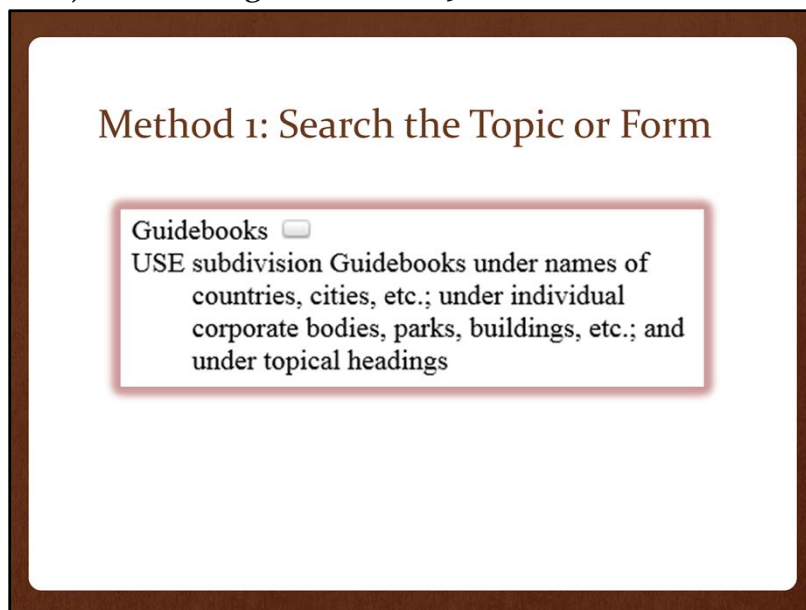 Method 1: Search the Topic or Form
Guidebooks
USE subdivision Guidebooks under names of
countries, cities, etc.; under individual
corporate bodies, parks, buildings, etc.; and
under topical headings